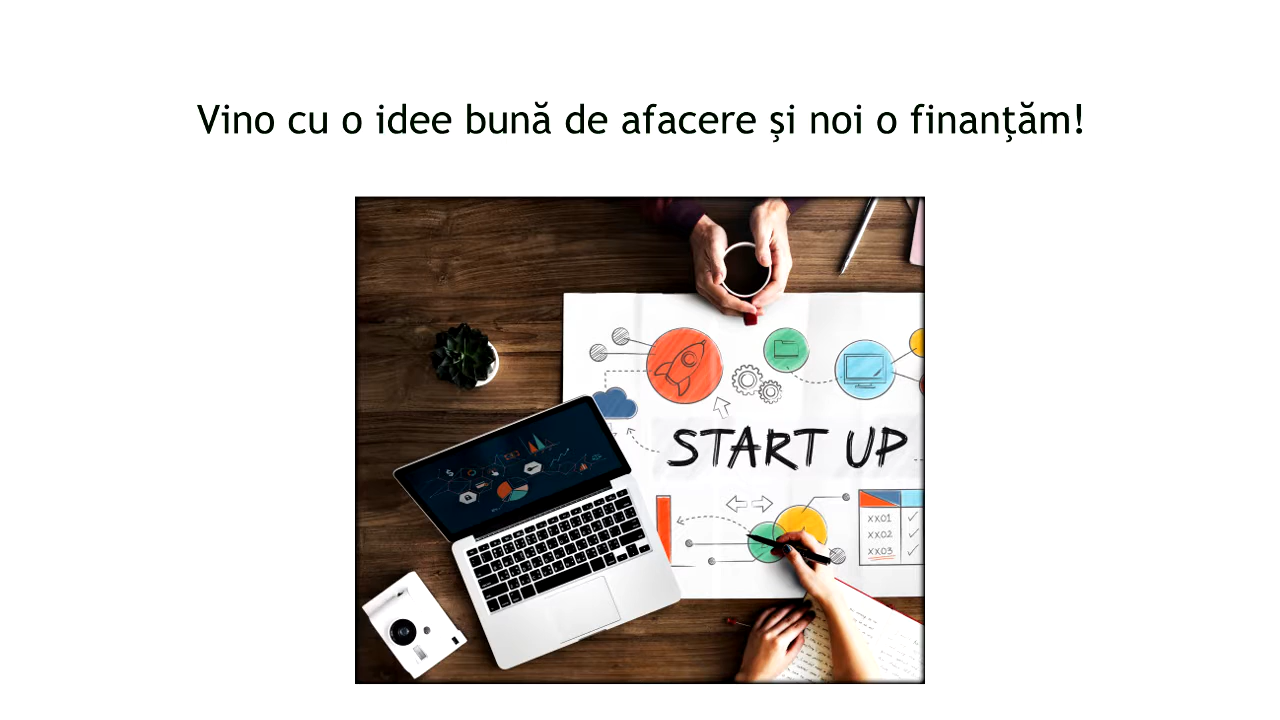 Vino cu o idee bună de afacere și noi o finanțăm!
START UP
XX01
XX02
XX03